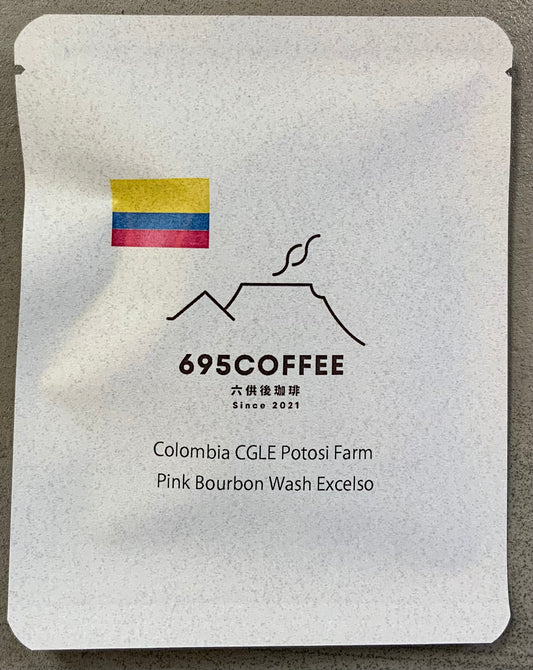 695COFFEE
六供後珈琲
Since 2021
Colombia CGLE Potosi Farm
Pink Bourbon Wash Excelso